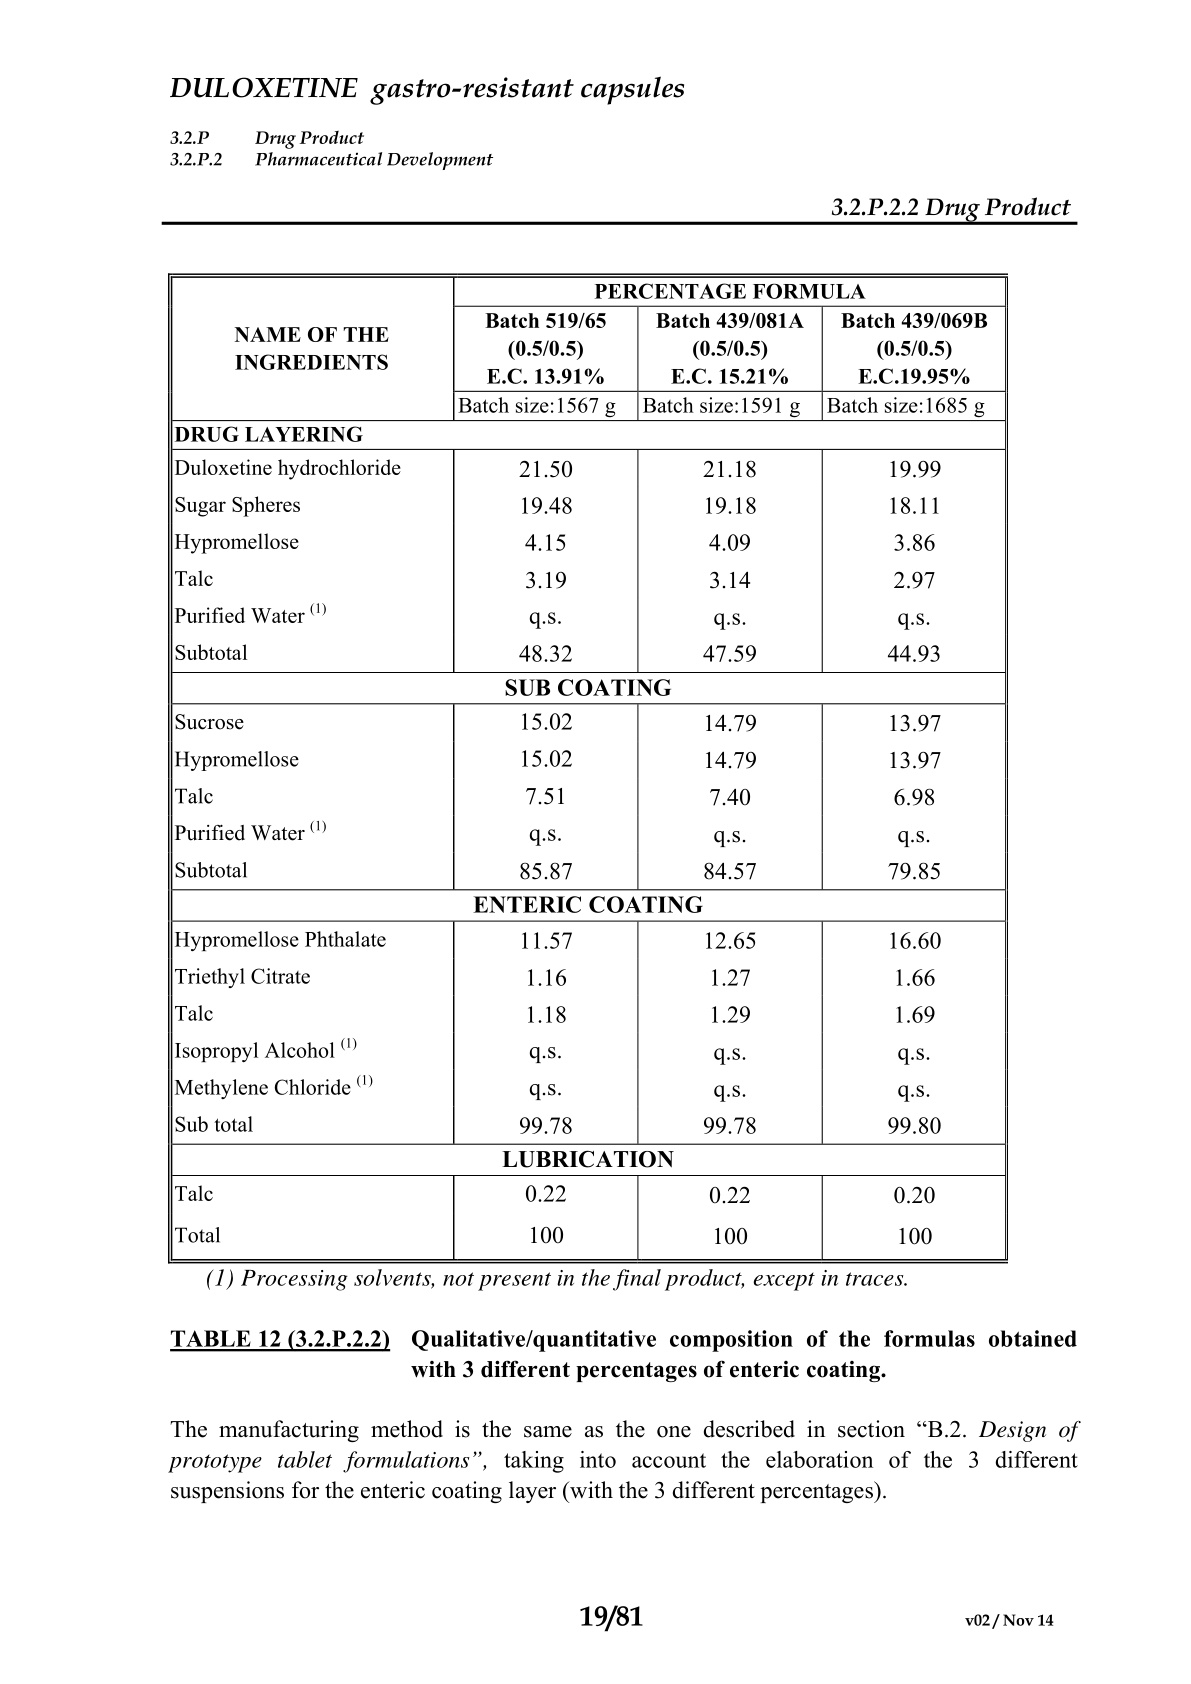 DULOXETINE gastro-resistant capsules
3.2.P Drug Product
3.2.P.2 Pharmaceutical Development
3.2.P.2.2 Drug Product
NAME OF THE INGREDIENTS
PERCENTAGE FORMULA
Batch 519/65 (0.5/0.5) E.C. 13.91% Batch 439/081A (0.5/0.5) E.C. 15.21% Batch 439/069B (0.5/0.5) E.C.19.95%
Batch size:1567 g Batch size:1591 g Batch size:1685 g
DRUG LAYERING
Duloxetine hydrochloride 21.50 21.18 19.99
Sugar Spheres 19.48 19.18 18.11
Hypromellose 4.15 4.09 3.86
Talc 3.19 3.14 2.97
Purified Water (1) q.s. q.s. q.s.
Subtotal 48.32 47.59 44.93
SUB COATING
Sucrose 15.02 14.79 13.97
Hypromellose 15.02 14.79 13.97
Talc 7.51 7.40 6.98
Purified Water (1) q.s. q.s. q.s.
Subtotal 85.87 84.57 79.85
ENTERIC COATING
Hypromellose Phthalate 11.57 12.65 16.60
Triethyl Citrate 1.16 1.27 1.66
Talc 1.18 1.29 1.69
Isopropyl Alcohol (1) q.s. q.s. q.s.
Methylene Chloride (1) q.s. q.s. q.s.
Sub total 99.78 99.78 99.80
LUBRICATION
Talc 0.22 0.22 0.20
Total 100 100 100
(1) Processing solvents, not present in the final product, except in traces.
TABLE 12 (3.2.P.2.2) Qualitative/quantitative composition of the formulas obtained
with 3 different percentages of enteric coating.
The manufacturing method is the same as the one described in section “B.2. Design of
prototype tablet formulations”, taking into account the elaboration of the 3 different
suspensions for the enteric coating layer (with the 3 different percentages).
19/81
v02 / Nov 14